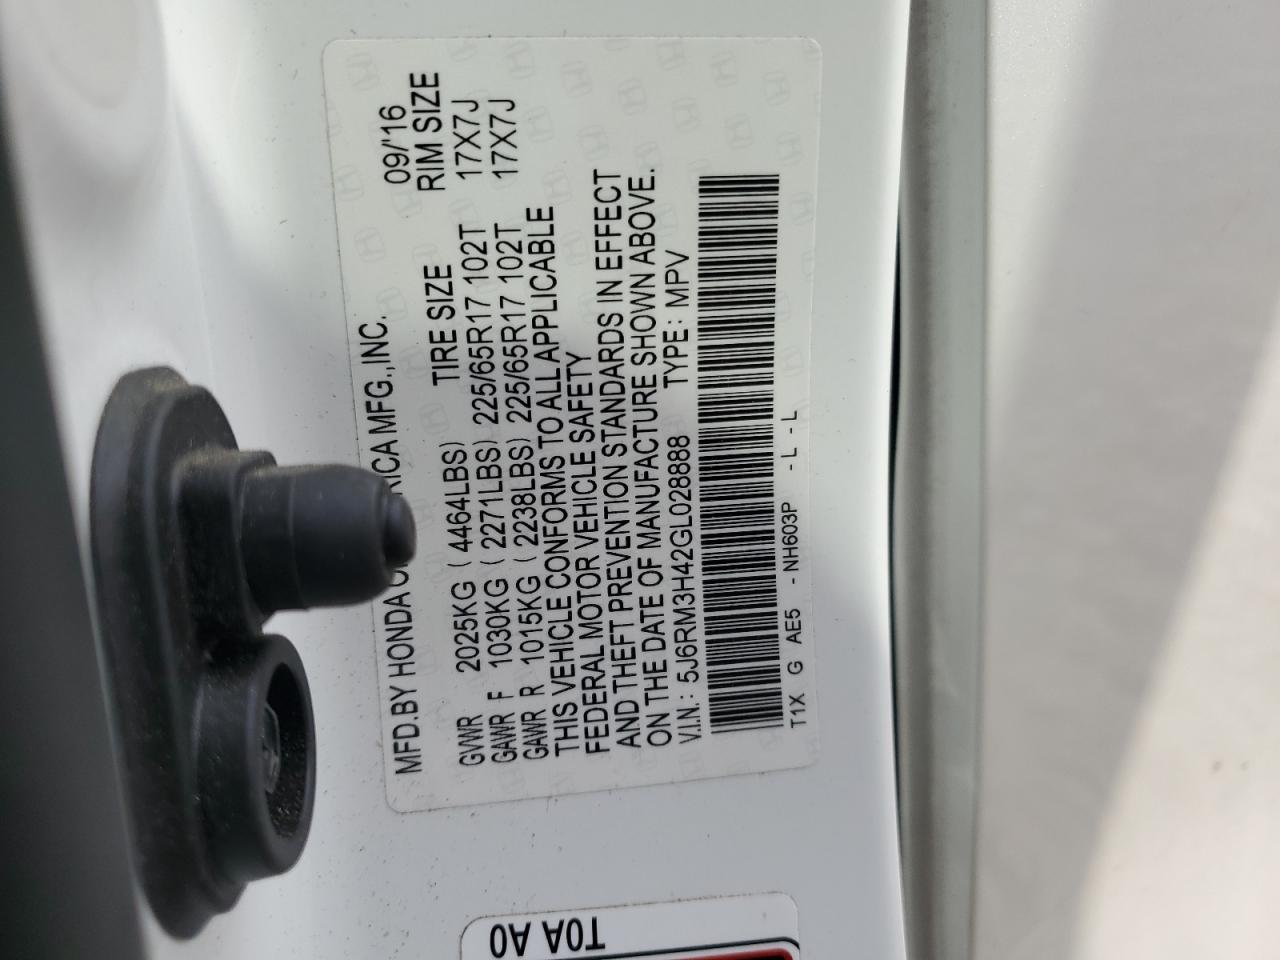 MFD.BY HONDA RICA MFG.,INC. 09/'16
TIRE SIZE RIM SIZE
GVWR 2025KG ( 4464LBS)
GAWR F 1030KG ( 2271LBS) 225/65R17 102T 17X7J
GAWR R 1015KG ( 2238LBS) 225/65R17 102T 17X7J
THIS VEHICLE CONFORMS TO ALL APPLICABLE
FEDERAL MOTOR VEHICLE SAFETY
AND THEFT PREVENTION STANDARDS IN EFFECT
ON THE DATE OF MANUFACTURE SHOWN ABOVE.
V.I.N.: 5J6RM3H42GL028888 TYPE : MPV
T1X G AE5 - NH603P - L - L
T0A A0